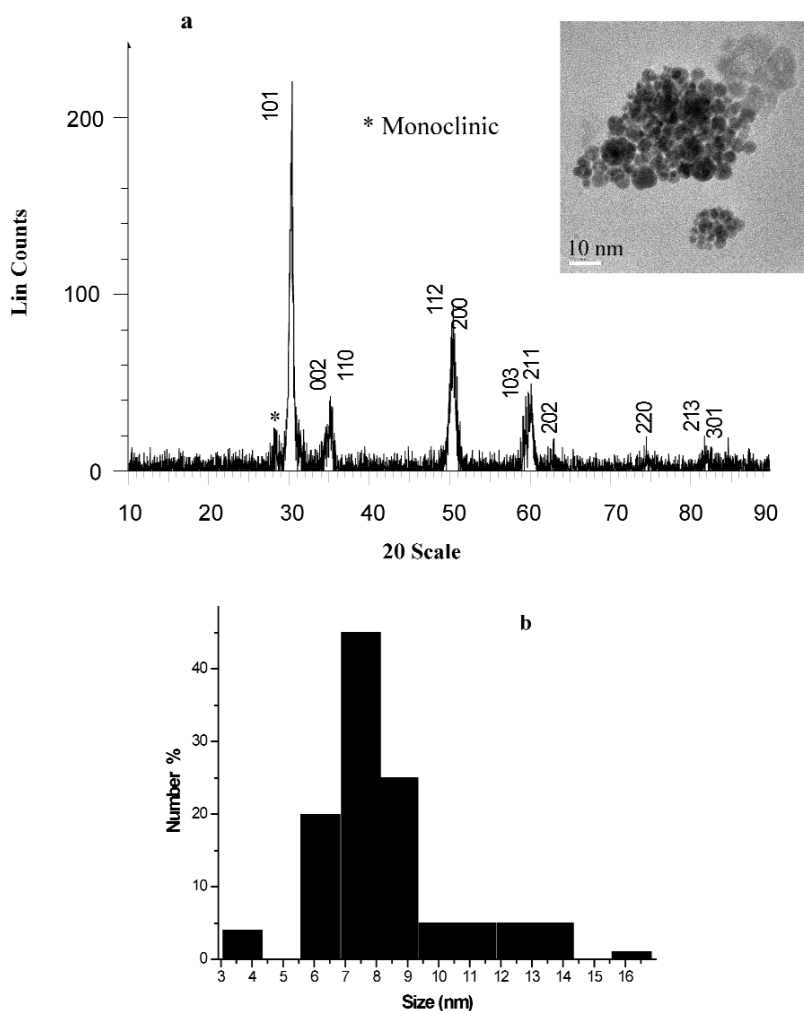 a
101
* Monoclinic
10 nm
200
112
200
100
002
110
103
211
*
202
220
213
301
0
Lin Counts
10 20 30 40 50 60 70 80 90
20 Scale
b
40
30
20
10
0
Number %
3 4 5 6 7 8 9 10 11 12 13 14 15 16
Size (nm)